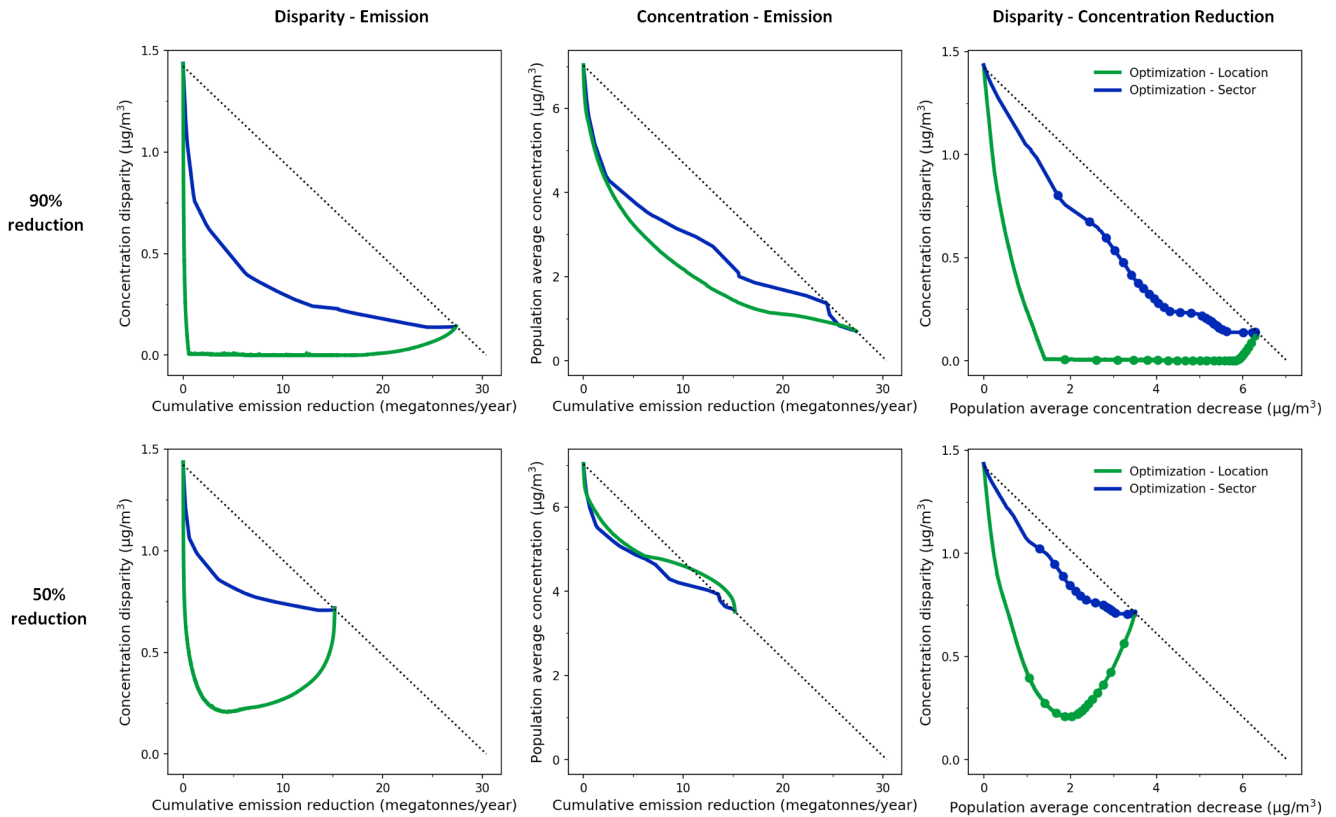 Disparity - Emission
Concentration - Emission
Disparity - Concentration Reduction
90%
reduction
Concentration disparity (μg/m³)
1.5
1.0
0.5
0.0
0
10
20
30
Cumulative emission reduction (megatonnes/year)
Population average concentration (μg/m³)
6
4
2
0
0
10
20
30
Cumulative emission reduction (megatonnes/year)
Concentration disparity (μg/m³)
1.5
1.0
0.5
0.0
Optimization - Location
Optimization - Sector
0
2
4
6
Population average concentration decrease (μg/m³)
50%
reduction
Concentration disparity (μg/m³)
1.5
1.0
0.5
0.0
0
10
20
30
Cumulative emission reduction (megatonnes/year)
Population average concentration (μg/m³)
6
4
2
0
0
10
20
30
Cumulative emission reduction (megatonnes/year)
Concentration disparity (μg/m³)
1.5
1.0
0.5
0.0
Optimization - Location
Optimization - Sector
0
2
4
6
Population average concentration decrease (μg/m³)